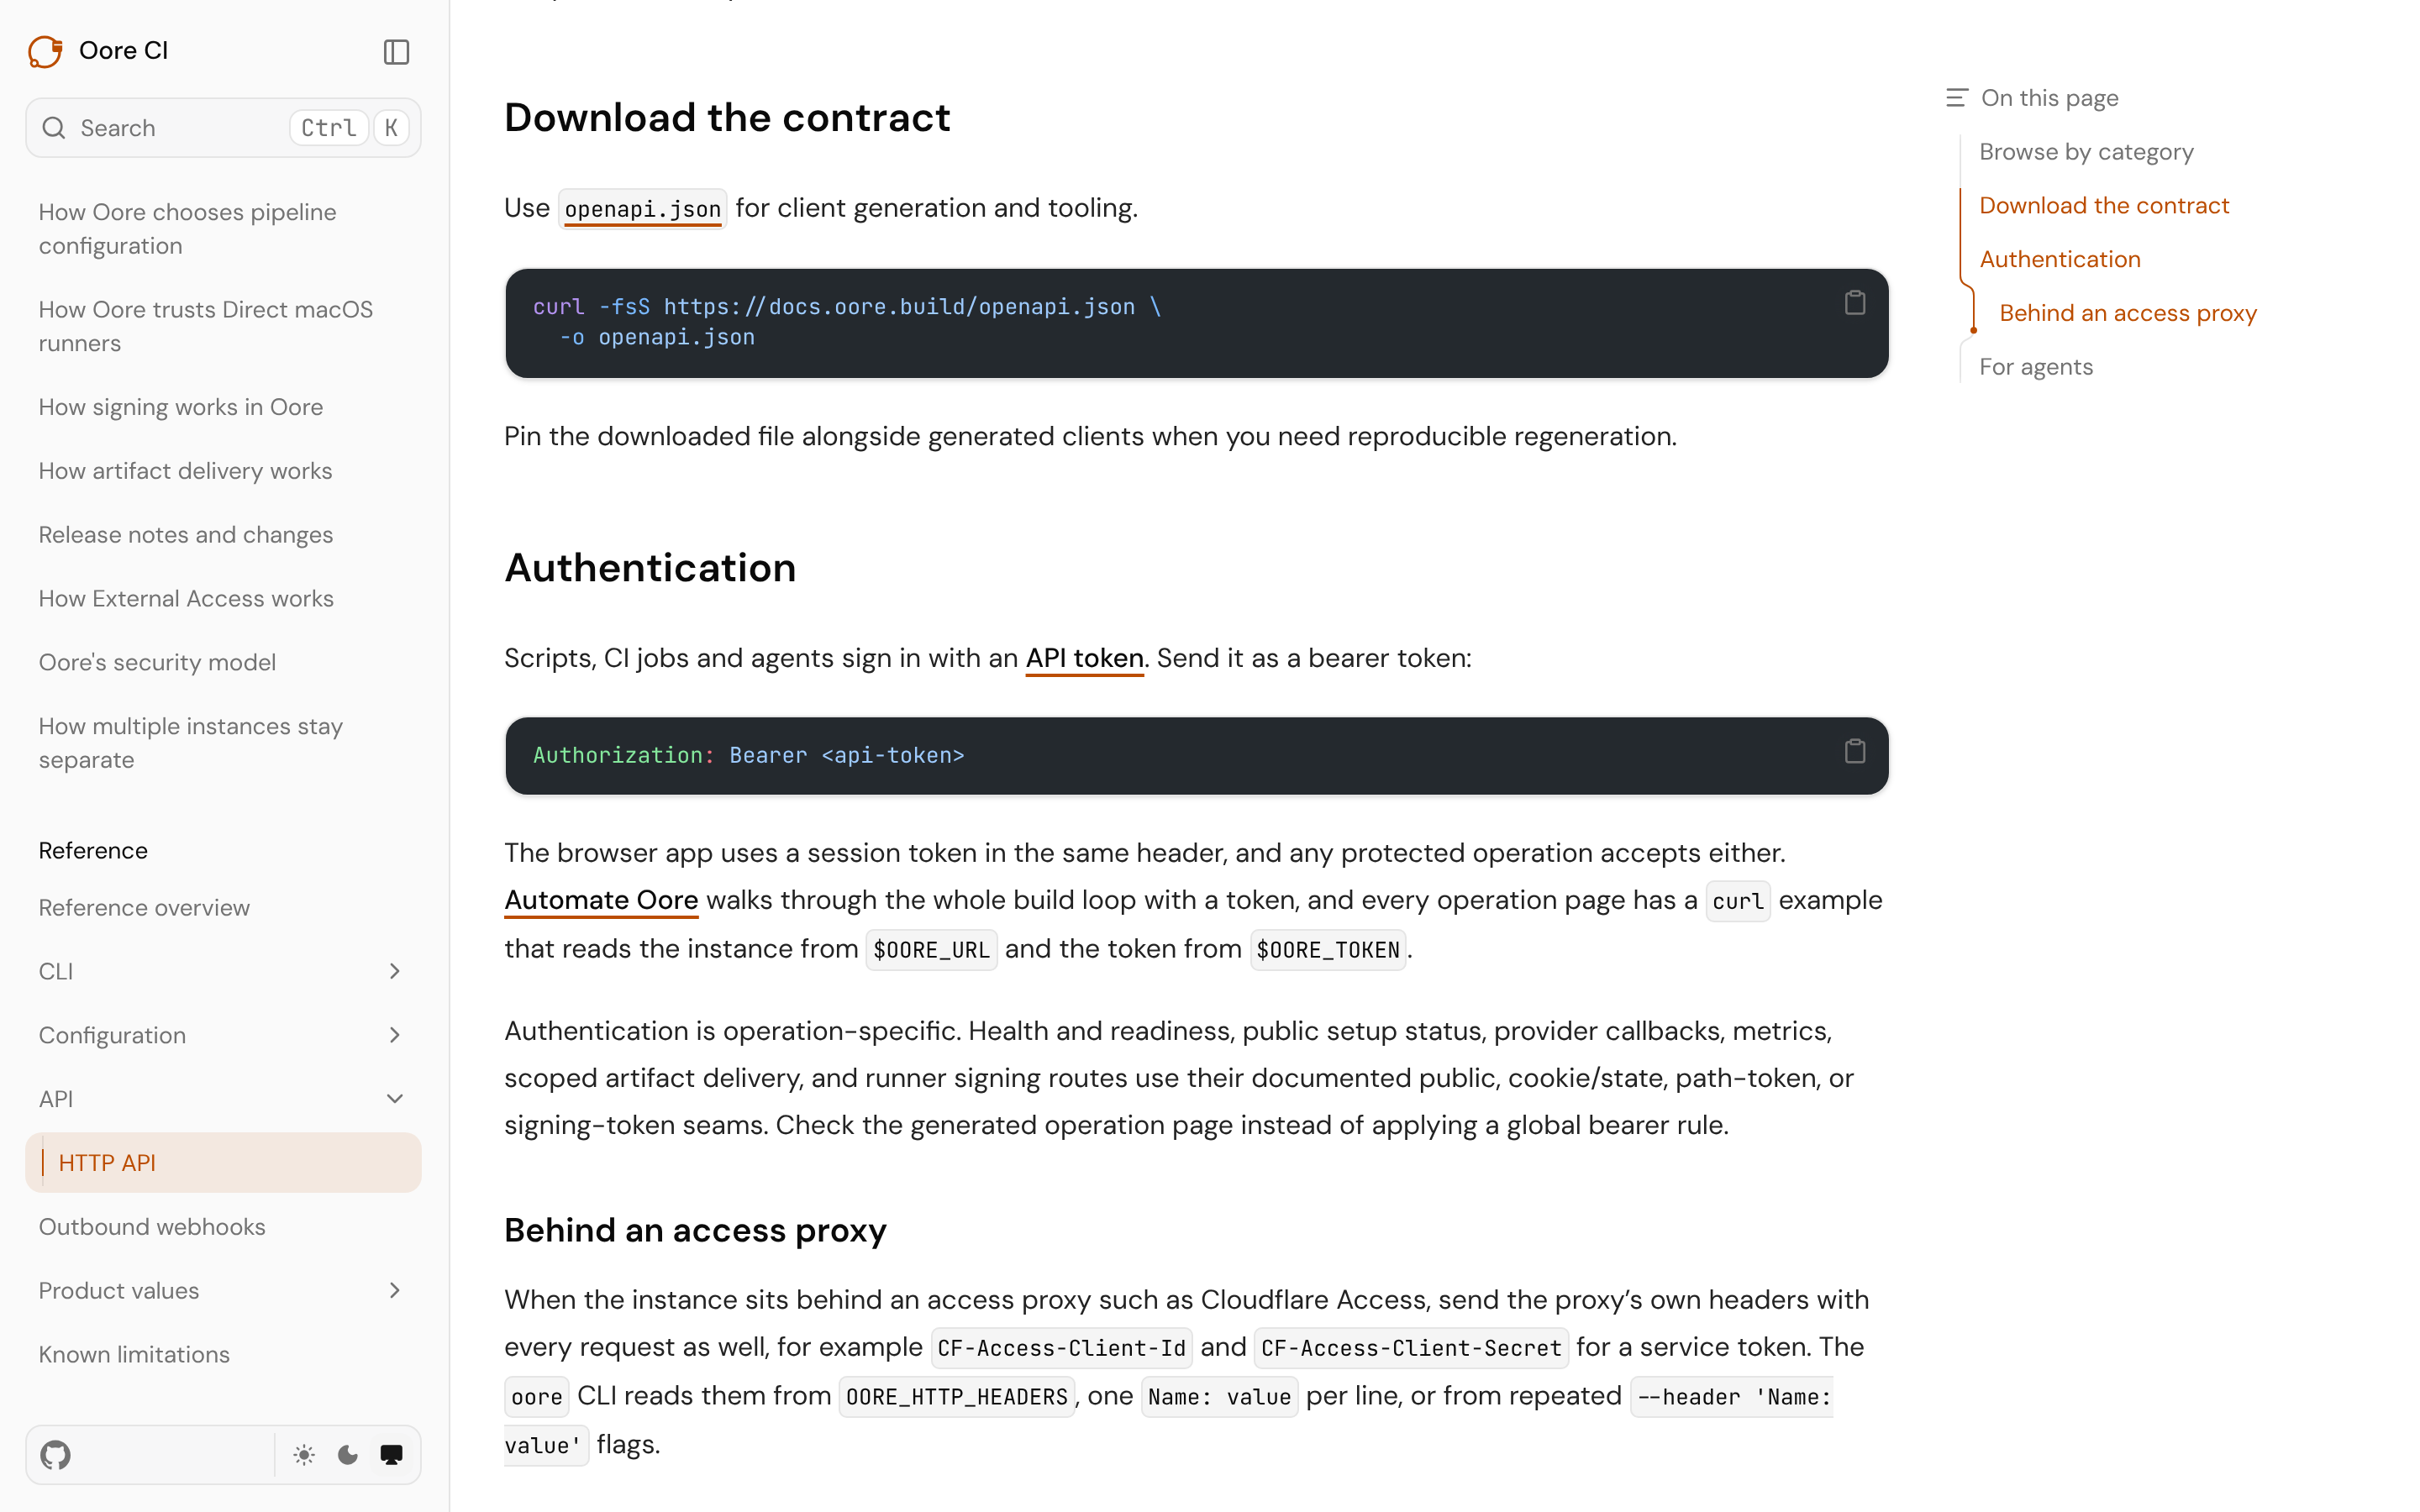 Oore CI
Search
Ctrl K
How Oore chooses pipeline
configuration
How Oore trusts Direct macOS
runners
How signing works in Oore
How artifact delivery works
Release notes and changes
How External Access works
Oore's security model
How multiple instances stay
separate
Reference
Reference overview
CLI
Configuration
API
HTTP API
Outbound webhooks
Product values
Known limitations
Download the contract
Use openapi.json for client generation and tooling.
curl -fsS https://docs.oore.build/openapi.json \
-o openapi.json
Pin the downloaded file alongside generated clients when you need reproducible regeneration.
Authentication
Scripts, CI jobs and agents sign in with an API token. Send it as a bearer token:
Authorization: Bearer <api-token>
The browser app uses a session token in the same header, and any protected operation accepts either.
Automate Oore walks through the whole build loop with a token, and every operation page has a curl example
that reads the instance from $OORE_URL and the token from $OORE_TOKEN.
Authentication is operation-specific. Health and readiness, public setup status, provider callbacks, metrics,
scoped artifact delivery, and runner signing routes use their documented public, cookie/state, path-token, or
signing-token seams. Check the generated operation page instead of applying a global bearer rule.
Behind an access proxy
When the instance sits behind an access proxy such as Cloudflare Access, send the proxy’s own headers with
every request as well, for example CF-Access-Client-Id and CF-Access-Client-Secret for a service token. The
oore CLI reads them from OORE_HTTP_HEADERS, one Name: value per line, or from repeated --header 'Name:
value' flags.
On this page
Browse by category
Download the contract
Authentication
Behind an access proxy
For agents